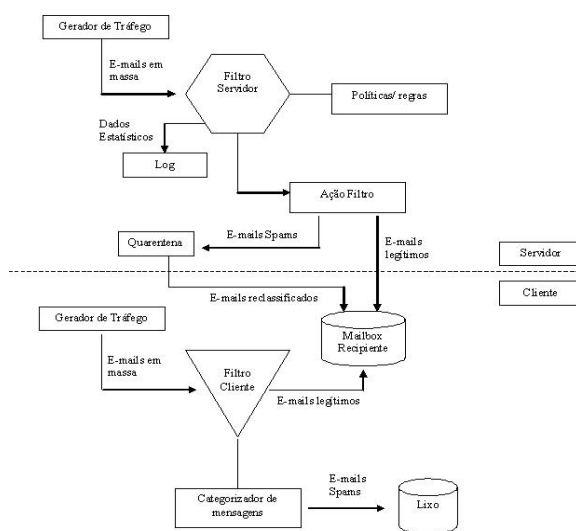 Gerador de Tráfego
E-mails em
massa
Filtro
Servidor
Políticas/ regras
Dados
Estatísticos
Log
Ação Filtro
E-mails Spams
Quarentena
E-mails
legítimos
Servidor
Cliente
E-mails reclassificados
Gerador de Tráfego
Mailbox
Recipiente
E-mails em
massa
Filtro
Cliente
E-mails legítimos
Categorizador de
mensagens
E-mails
Spams
Lixo